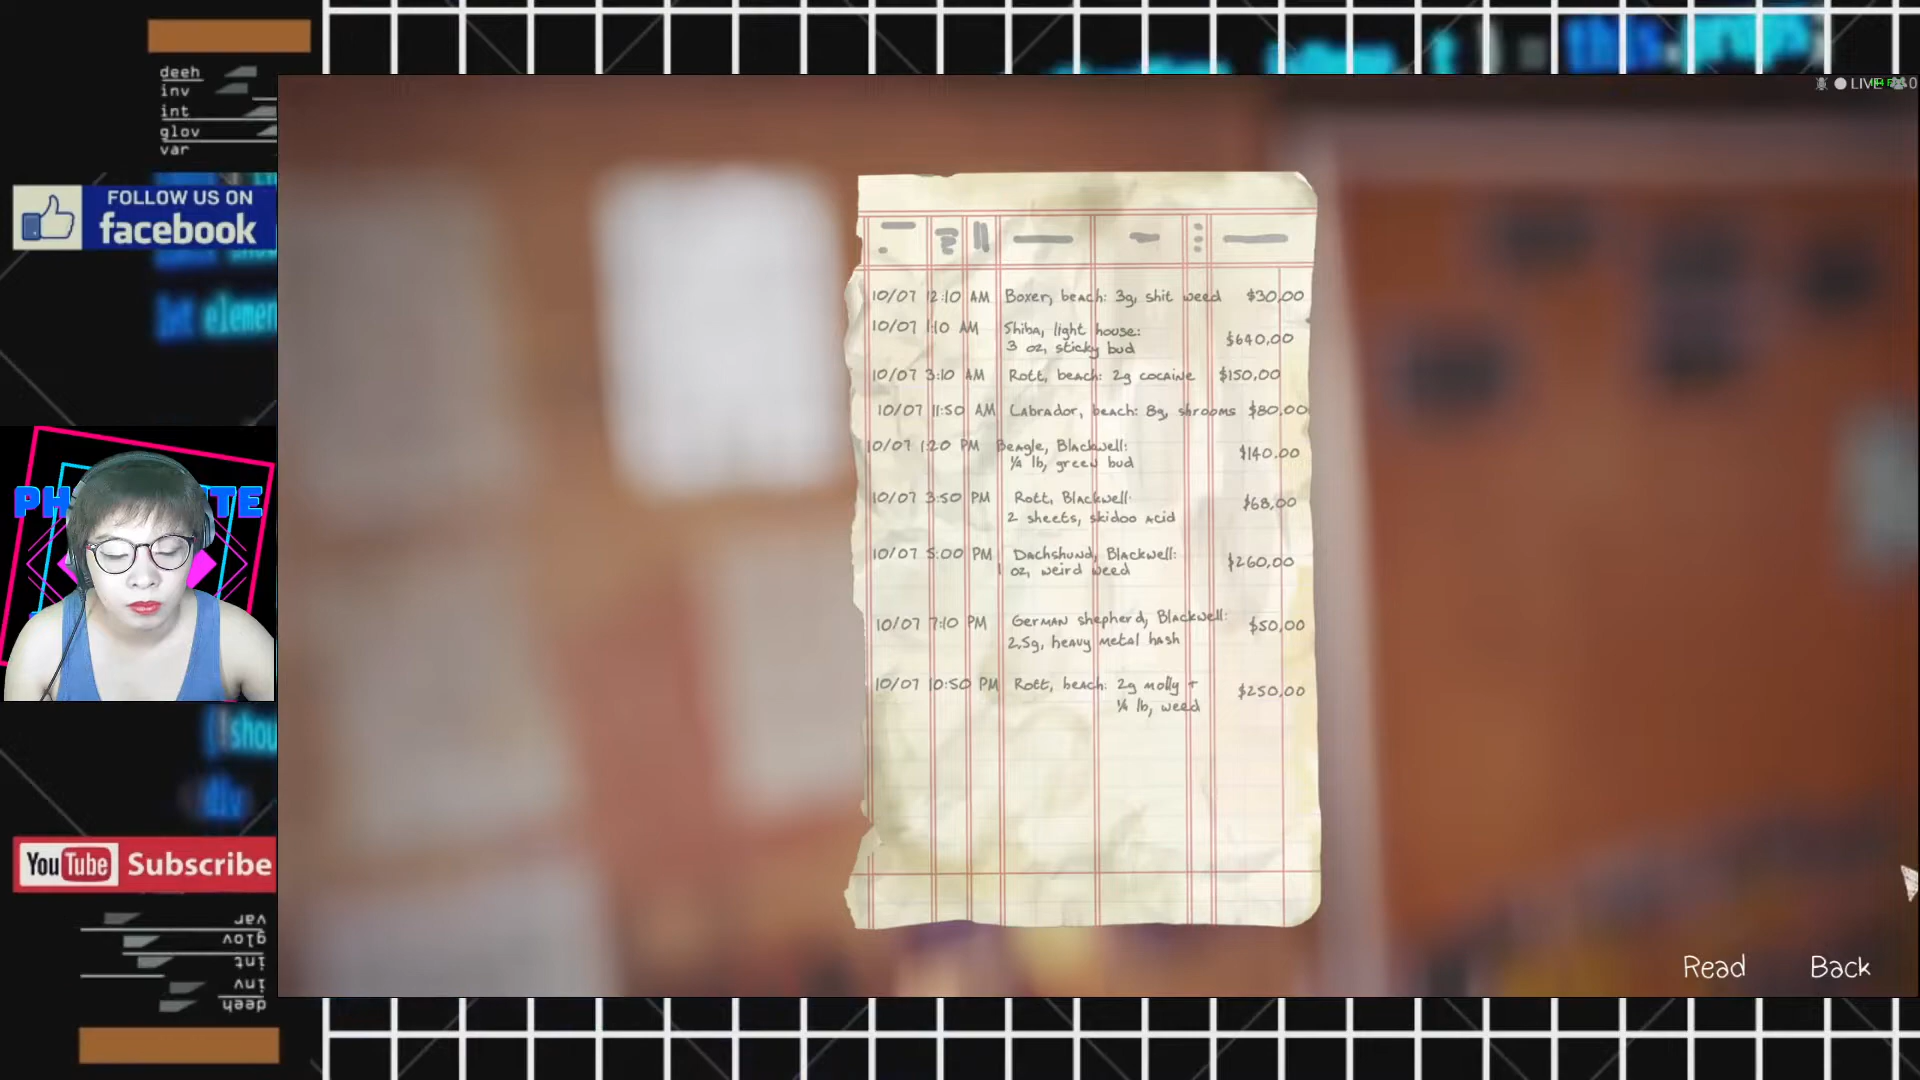 deeh
inv
int
glov
var
this.props
LIVE
FOLLOW US ON
facebook
10/07 12:10 AM Boxer, beach: 3g, shit weed $30,00
10/07 1:10 AM Shiba, light house:
3 oz, sticky bud $640,00
10/07 3:10 AM Rott, beach: 2g cocaine $150,00
10/07 11:50 AM Labrador, beach: 8g, shrooms $80,00
10/07 1:20 PM Beagle, Blackwell:
1/4 lb, green bud $140,00
10/07 3:50 PM Rott, Blackwell:
2 sheets, skidoo acid $68,00
10/07 5:00 PM Dachshund, Blackwell:
1 oz, weird weed $260,00
10/07 7:10 PM German shepherd, Blackwell:
2.5g, heavy metal hash $50,00
10/07 10:50 PM Rott, beach: 2g molly +
1/4 lb, weed $250,00
let elemen
shou
div
YouTube Subscribe
var
glov
int
inv
deeh
Read Back